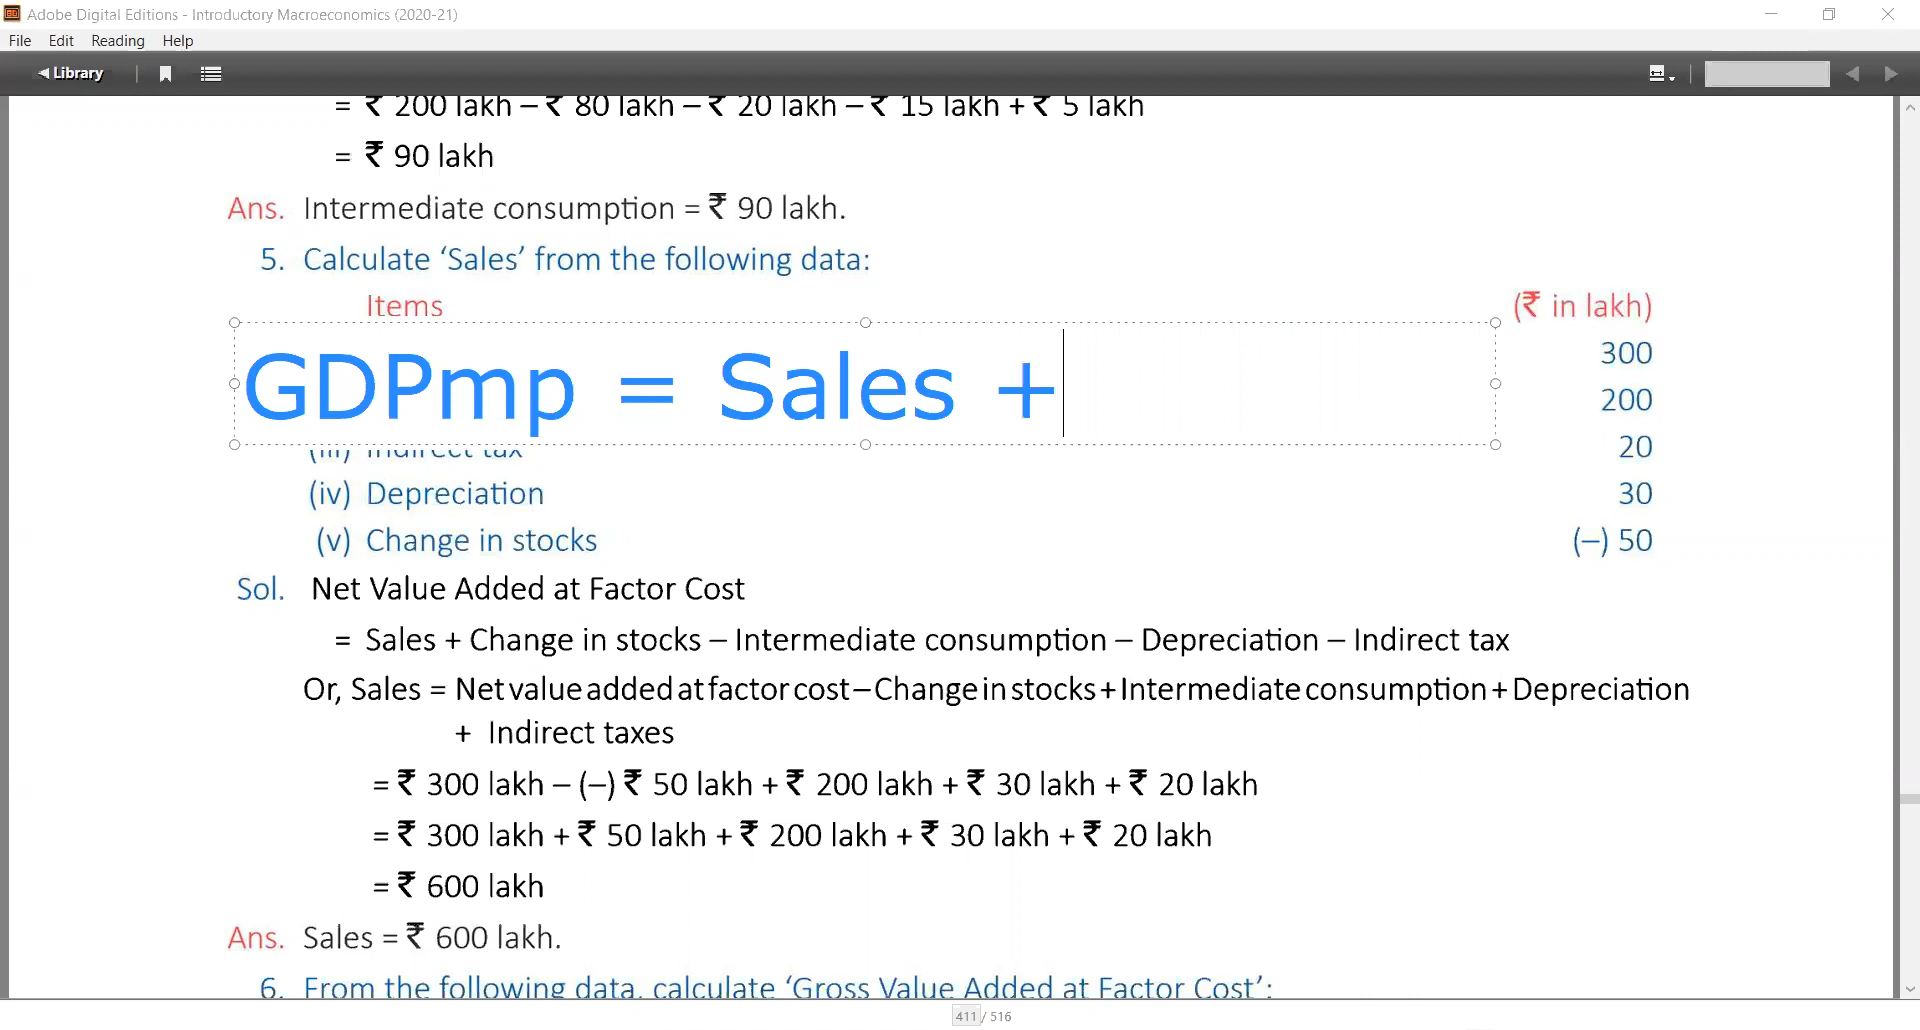 Adobe Digital Editions - Introductory Macroeconomics (2020-21)
File Edit Reading Help
◀ Library
= ₹ 200 lakh – ₹ 80 lakh – ₹ 20 lakh – ₹ 15 lakh + ₹ 5 lakh
= ₹ 90 lakh
Ans. Intermediate consumption = ₹ 90 lakh.
5. Calculate ‘Sales’ from the following data:
Items (₹ in lakh)
300
GDPmp = Sales +
200
(iii) Indirect tax 20
(iv) Depreciation 30
(v) Change in stocks (–) 50
Sol. Net Value Added at Factor Cost
= Sales + Change in stocks – Intermediate consumption – Depreciation – Indirect tax
Or, Sales = Net value added at factor cost – Change in stocks + Intermediate consumption + Depreciation
+ Indirect taxes
= ₹ 300 lakh – (–) ₹ 50 lakh + ₹ 200 lakh + ₹ 30 lakh + ₹ 20 lakh
= ₹ 300 lakh + ₹ 50 lakh + ₹ 200 lakh + ₹ 30 lakh + ₹ 20 lakh
= ₹ 600 lakh
Ans. Sales = ₹ 600 lakh.
6. From the following data, calculate ‘Gross Value Added at Factor Cost’:
411 / 516